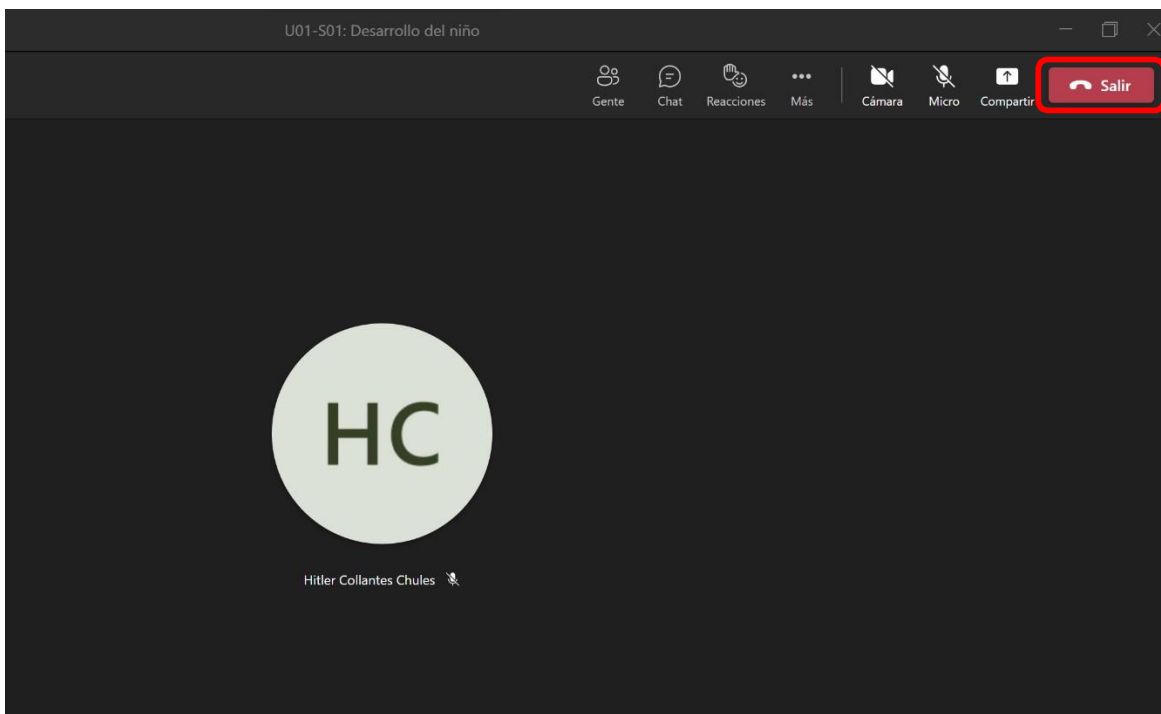 U01-S01: Desarrollo del niño
Gente Chat Reacciones Más Cámara Micro Compartir Salir
HC
Hitler Collantes Chules